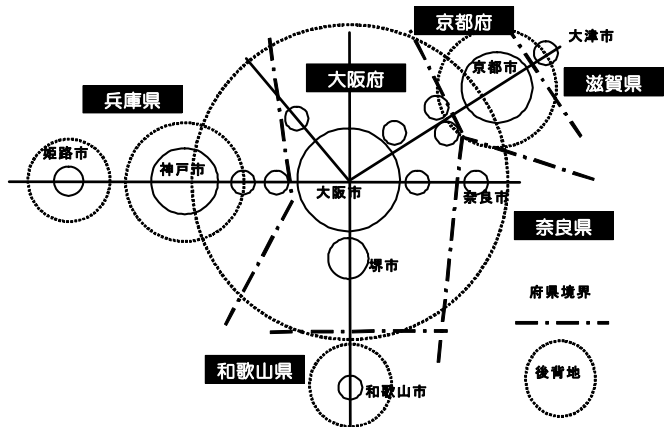 京都府
大津市
大阪府
京都市
滋賀県
兵庫県
姫路市
神戸市
大阪市
奈良市
奈良県
堺市
府県境界
和歌山県
後背地
和歌山市